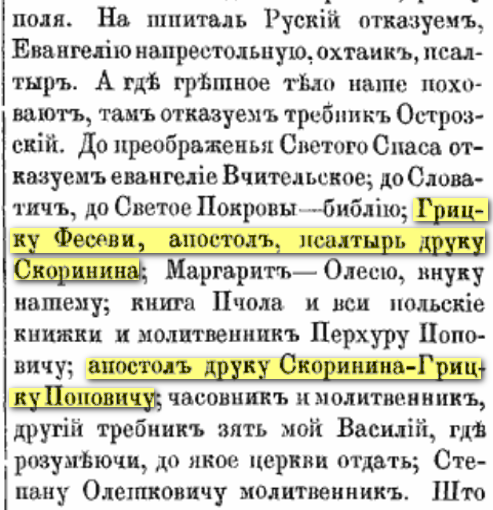 поля. На шпиталь Рускій отказуемъ,
Евангелію напрестольную, охтаикъ, псал-
тыръ. А гдѣ грѣшное тѣло наше похо-
ваютъ, тамъ отказуемъ требникъ Острoз-
скій. До преображенья Светого Спаса от-
казуемъ евангеліе Вчительское; до Слова-
тичъ, до Светое Покровы—библію; Гриц-
ку Фесеви, апостолъ, псалтырь друку
Скоринина; Маргаритъ— Олесю, внуку
нашему; книга Пчола и вси польскіе
книжки и молитвенникъ Перхуру Попо-
вичу; апостолъ друку Скоринина-Гриц-
ку Поповичу; часовникъ и молитвенникъ,
другій требникъ зять мой Василій, гдѣ
розумѣючи, до якое церкви отдать; Сте-
пану Олешковичу молитвенникъ. Што